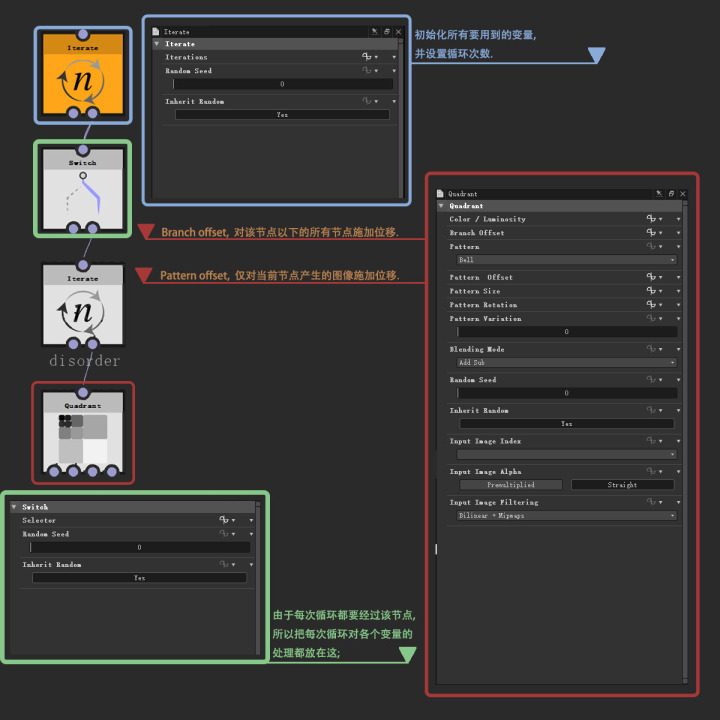 Iterate
n
Switch
Iterate
n
disorder
Quadrant
Iterate
Iterate
Iterations
Random Seed
0
Inherit Random
Yes
初始化所有要用到的变量,
并设置循环次数.
Branch offset, 对该节点以下的所有节点施加位移.
Pattern offset, 仅对当前节点产生的图像施加位移.
Quadrant
Quadrant
Color / Luminosity
Branch Offset
Pattern
Bell
Pattern Offset
Pattern Size
Pattern Rotation
Pattern Variation
0
Blending Mode
Add Sub
Random Seed
0
Inherit Random
Yes
Input Image Index
Input Image Alpha
Premultiplied Straight
Input Image Filtering
Bilinear + Mipmaps
Switch
Selector
Random Seed
0
Inherit Random
Yes
由于每次循环都要经过该节点,
所以把每次循环对各个变量的
处理都放在这;